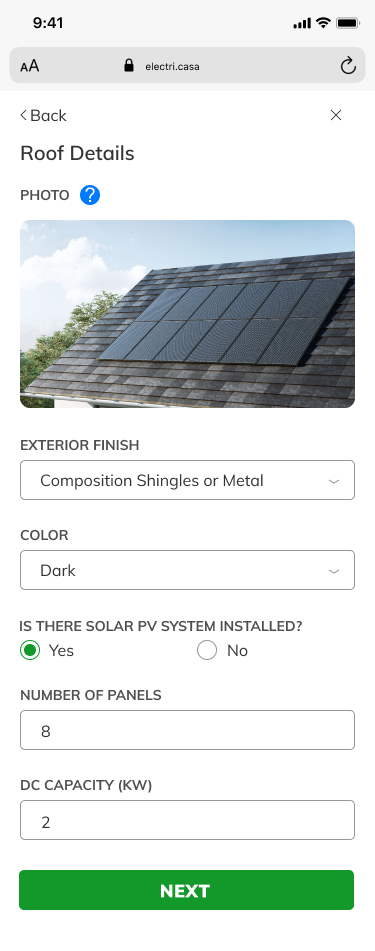 9:41
AA electri.casa
Back
Roof Details
PHOTO ?
EXTERIOR FINISH
Composition Shingles or Metal
COLOR
Dark
IS THERE SOLAR PV SYSTEM INSTALLED?
Yes No
NUMBER OF PANELS
8
DC CAPACITY (KW)
2
NEXT